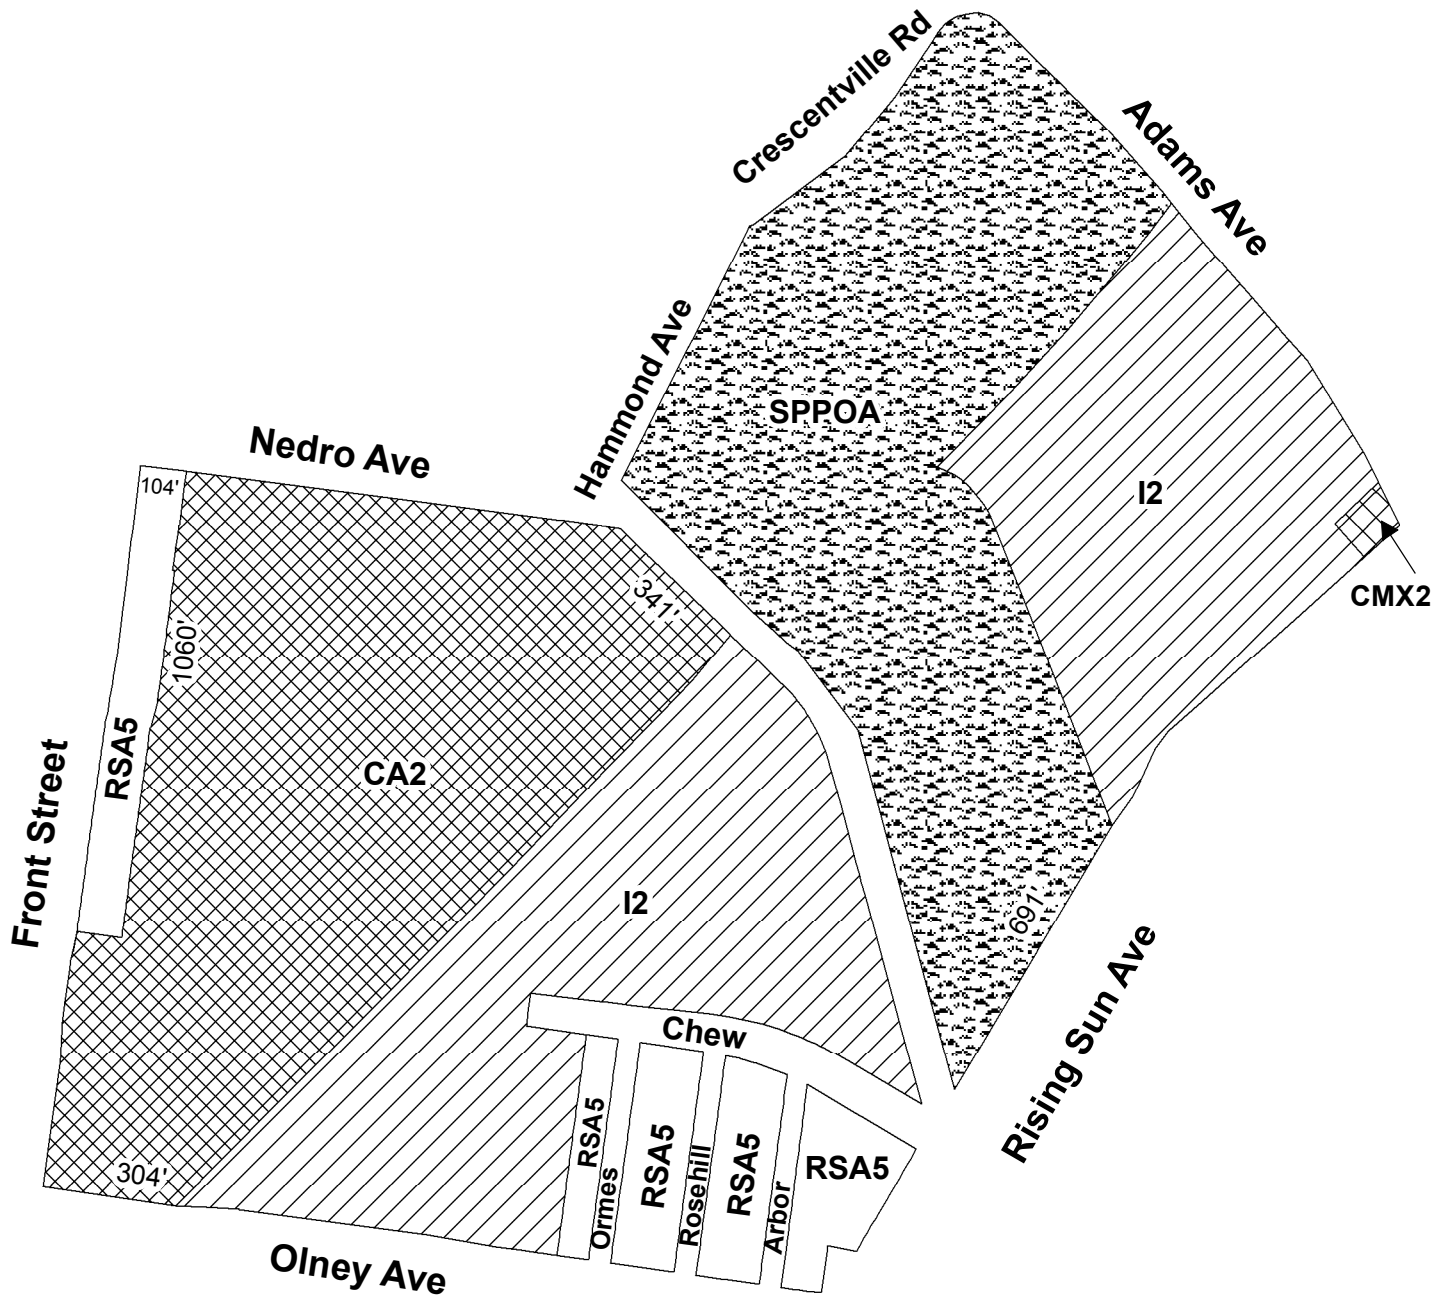 Crescentville Rd
Adams Ave
Hammond Ave
SPPOA
Nedro Ave
104'
I2
341'
CMX2
1060'
RSA5
CA2
Front Street
I2
691'
Rising Sun Ave
Chew
RSA5
Ormes
RSA5
Rosehill
RSA5
Arbor
RSA5
304'
Olney Ave